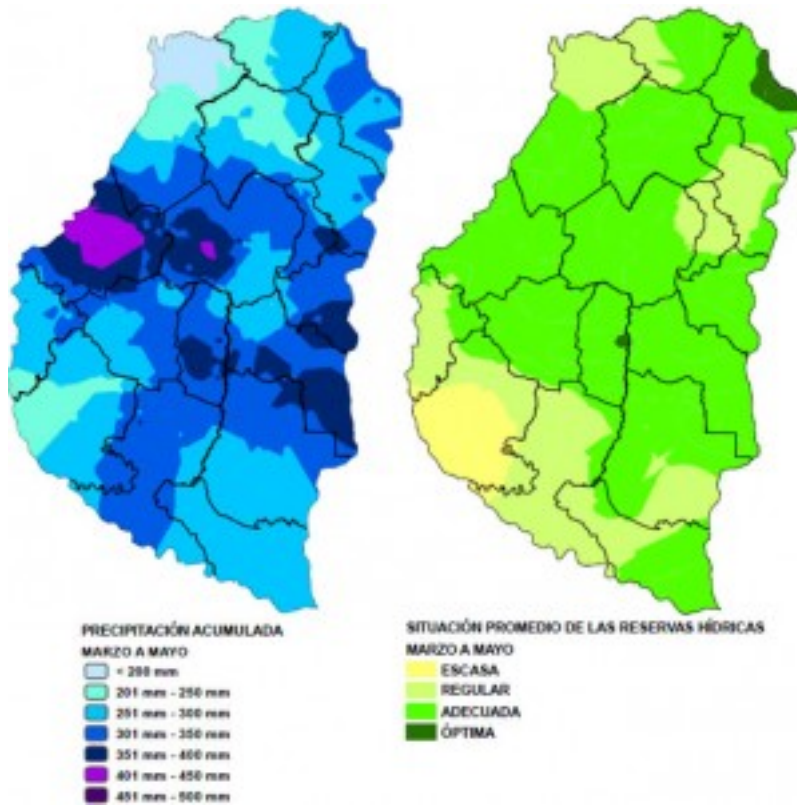 PRECIPITACIÓN ACUMULADA
MARZO A MAYO
< 200 mm
201 mm - 250 mm
251 mm - 300 mm
301 mm - 350 mm
351 mm - 400 mm
401 mm - 450 mm
451 mm - 500 mm
SITUACIÓN PROMEDIO DE LAS RESERVAS HÍDRICAS
MARZO A MAYO
ESCASA
REGULAR
ADECUADA
ÓPTIMA